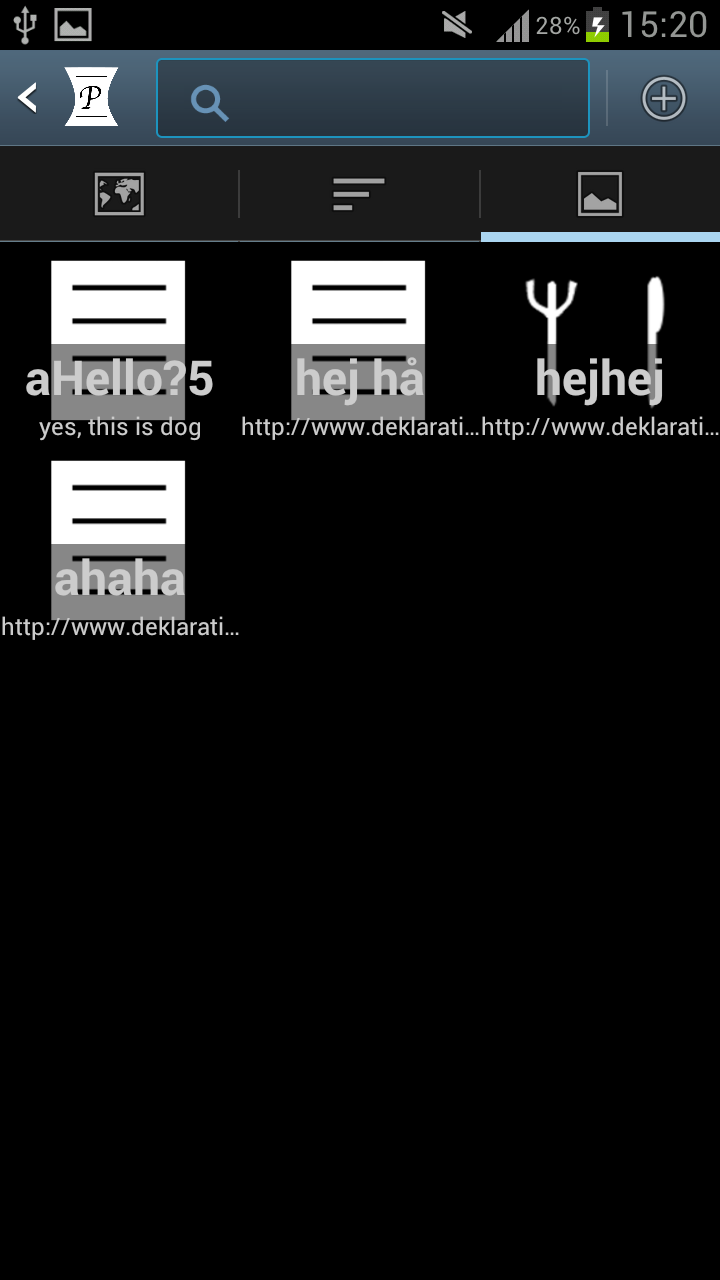 28% 15:20
P
aHello?5 hej hå hejhej
yes, this is dog http://www.deklarati... http://www.deklarati...
ahaha
http://www.deklarati...